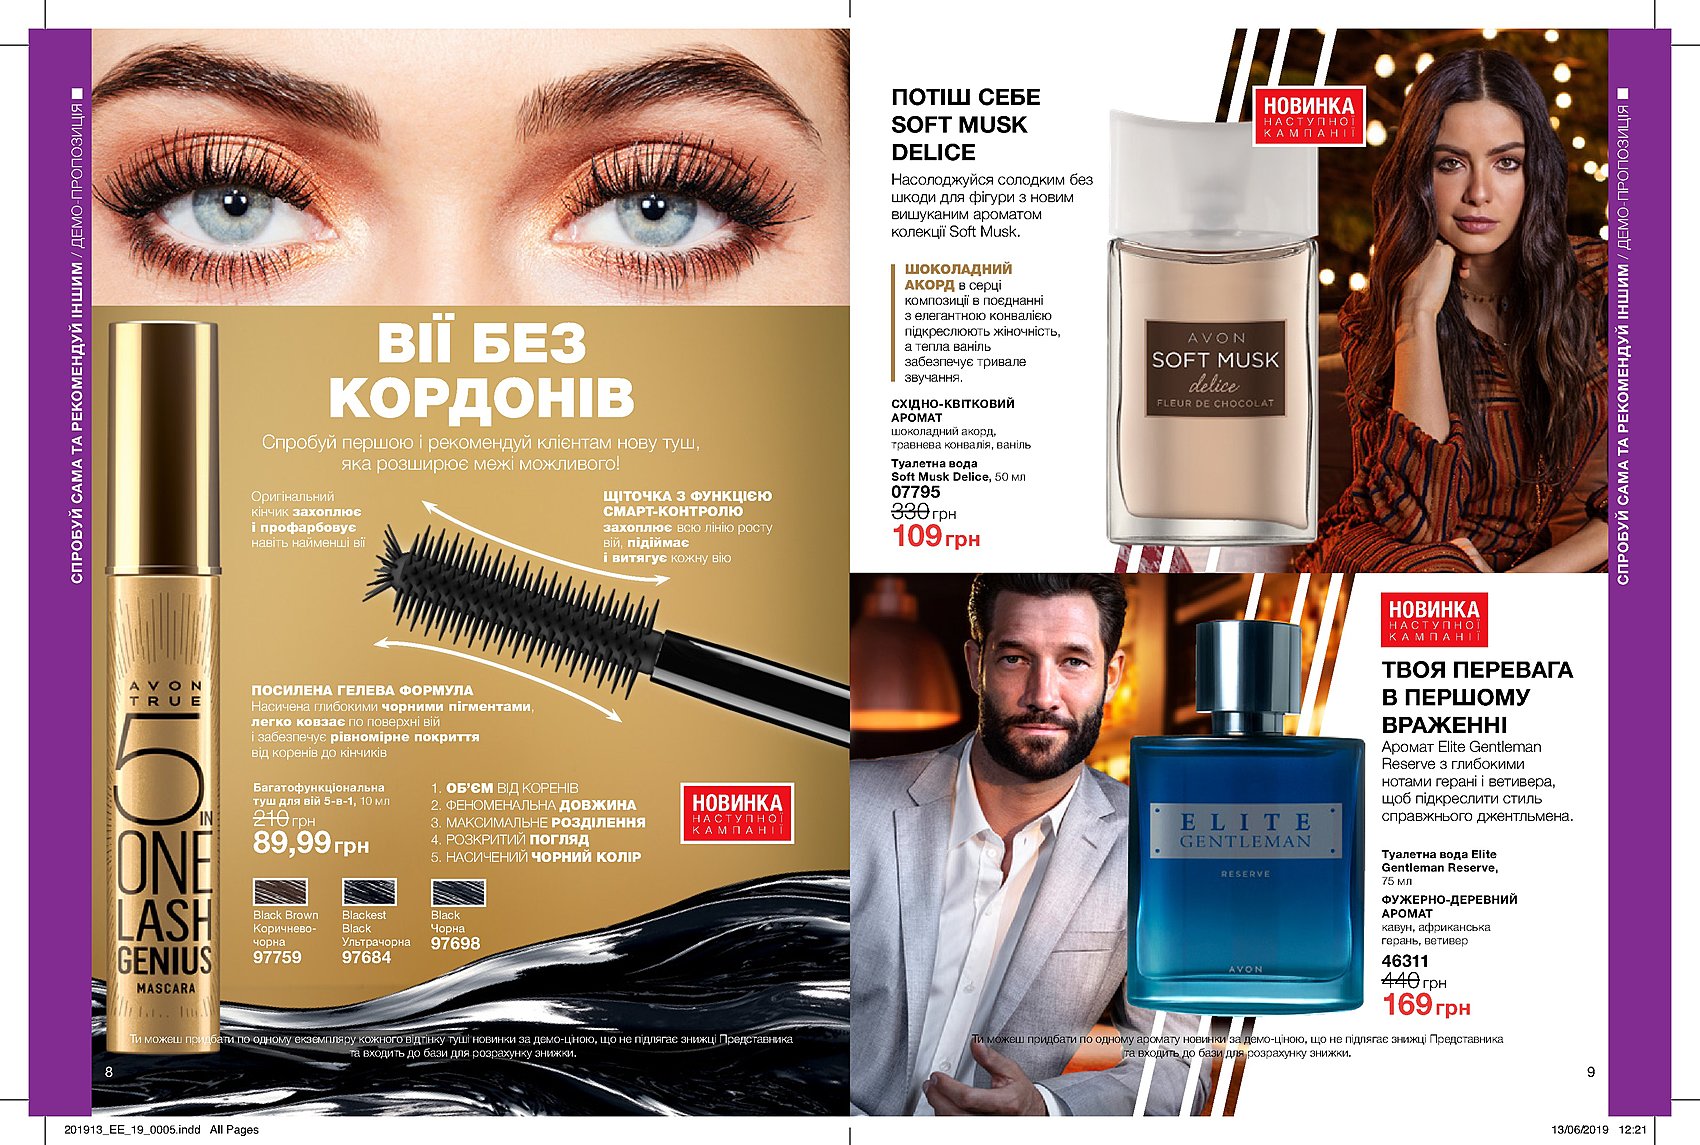 СПРОБУЙ САМА ТА РЕКОМЕНДУЙ ІНШИМ / ДЕМО-ПРОПОЗИЦІЯ
ВІЇ БЕЗ
КОРДОНІВ
Спробуй першою і рекомендуй клієнтам нову туш,
яка розширює межі можливого!
Оригінальний
кінчик захоплює
і профарбовує
навіть найменші вії
ЩІТОЧКА З ФУНКЦІЄЮ
СМАРТ-КОНТРОЛЮ
захоплює всю лінію росту
вій, підіймає
і витягує кожну вію
ПОСИЛЕНА ГЕЛЕВА ФОРМУЛА
Насичена глибокими чорними пігментами,
легко ковзає по поверхні вій
і забезпечує рівномірне покриття
від коренів до кінчиків
Багатофункціональна
туш для вій 5-в-1, 10 мл
210 грн
89,99 грн
1. ОБ'ЄМ ВІД КОРЕНІВ
2. ФЕНОМЕНАЛЬНА ДОВЖИНА
3. МАКСИМАЛЬНЕ РОЗДІЛЕННЯ
4. РОЗКРИТИЙ ПОГЛЯД
5. НАСИЧЕНИЙ ЧОРНИЙ КОЛІР
НОВИНКА
НАСТУПНОЇ
КАМПАНІЇ
Black Brown
Коричнево-
чорна
97759
Blackest
Black
Ультрачорна
97684
Black
Чорна
97698
AVON
TRUE
5
IN
ONE
LASH
GENIUS
MASCARA
Ти можеш придбати по одному екземпляру кожного відтінку туші новинки за демо-ціною, що не підлягає знижці Представника
та входить до бази для розрахунку знижки.
8
ПОТІШ СЕБЕ
SOFT MUSK
DELICE
Насолоджуйся солодким без
шкоди для фігури з новим
вишуканим ароматом
колекції Soft Musk.
ШОКОЛАДНИЙ
АКОРД в серці
композиції в поєднанні
з елегантною конвалією
підкреслюють жіночність,
а тепла ваніль
забезпечує тривале
звучання.
СХІДНО-КВІТКОВИЙ
АРОМАТ
шоколадний акорд,
травнева конвалія, ваніль
Туалетна вода
Soft Musk Delice, 50 мл
07795
330 грн
109 грн
НОВИНКА
НАСТУПНОЇ
КАМПАНІЇ
AVON
SOFT MUSK
delice
FLEUR DE CHOCOLAT
СПРОБУЙ САМА ТА РЕКОМЕНДУЙ ІНШИМ / ДЕМО-ПРОПОЗИЦІЯ
НОВИНКА
НАСТУПНОЇ
КАМПАНІЇ
ТВОЯ ПЕРЕВАГА
В ПЕРШОМУ
ВРАЖЕННІ
Аромат Elite Gentleman
Reserve з глибокими
нотами герані і ветивера,
щоб підкреслити стиль
справжнього джентльмена.
Туалетна вода Elite
Gentleman Reserve,
75 мл
ФУЖЕРНО-ДЕРЕВНИЙ
АРОМАТ
кавун, африканська
герань, ветивер
46311
440 грн
169 грн
ELITE
GENTLEMAN
RESERVE
AVON
Ти можеш придбати по одному аромату новинки за демо-ціною, що не підлягає знижці Представника
та входить до бази для розрахунку знижки.
9
201913_EE_19_0005.indd   All Pages
13/06/2019   12:21